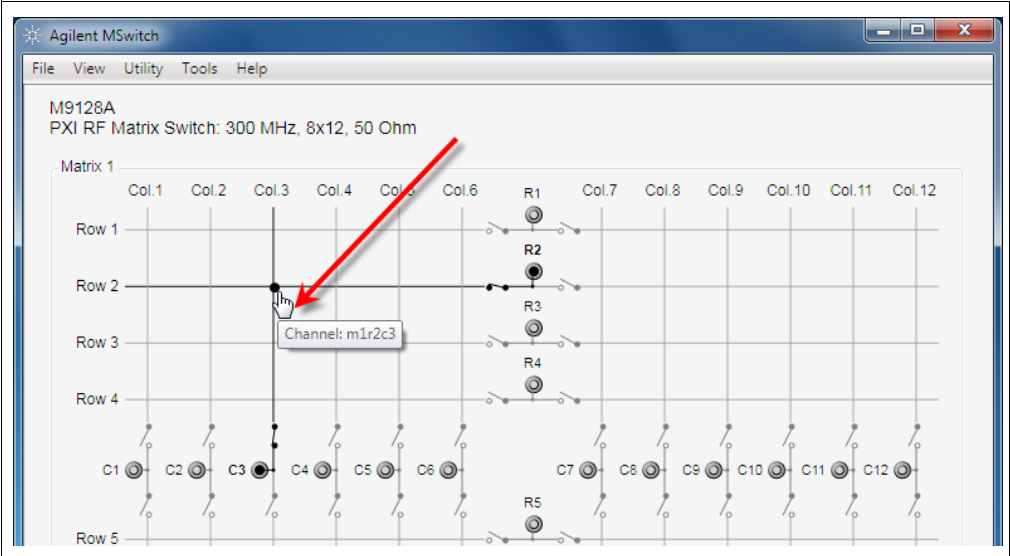 Agilent MSwitch
File View Utility Tools Help
M9128A
PXI RF Matrix Switch: 300 MHz, 8x12, 50 Ohm
Matrix 1
Col.1 Col.2 Col.3 Col.4 Col.5 Col.6 R1 Col.7 Col.8 Col.9 Col.10 Col.11 Col.12
Row 1
R2
Row 2
R3
Channel: m1r2c3
Row 3
R4
Row 4
C1 C2 C3 C4 C5 C6 C7 C8 C9 C10 C11 C12
R5
Row 5